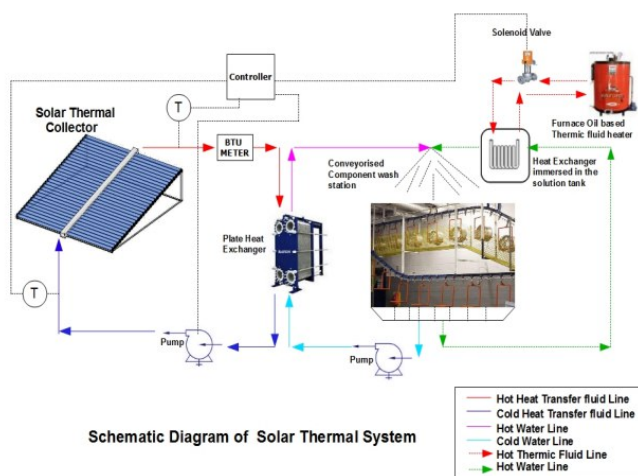 Solenoid Valve
Controller
T
Solar Thermal
Collector
Furnace Oil based
Thermic fluid heater
BTU
METER
Conveyorised
Component wash
station
Heat Exchanger
immersed in the
solution tank
Plate Heat
Exchanger
T
Pump
Pump
Hot Heat Transfer fluid Line
Cold Heat Transfer fluid Line
Hot Water Line
Cold Water Line
Hot Thermic Fluid Line
Hot Water Line
Schematic Diagram of Solar Thermal System